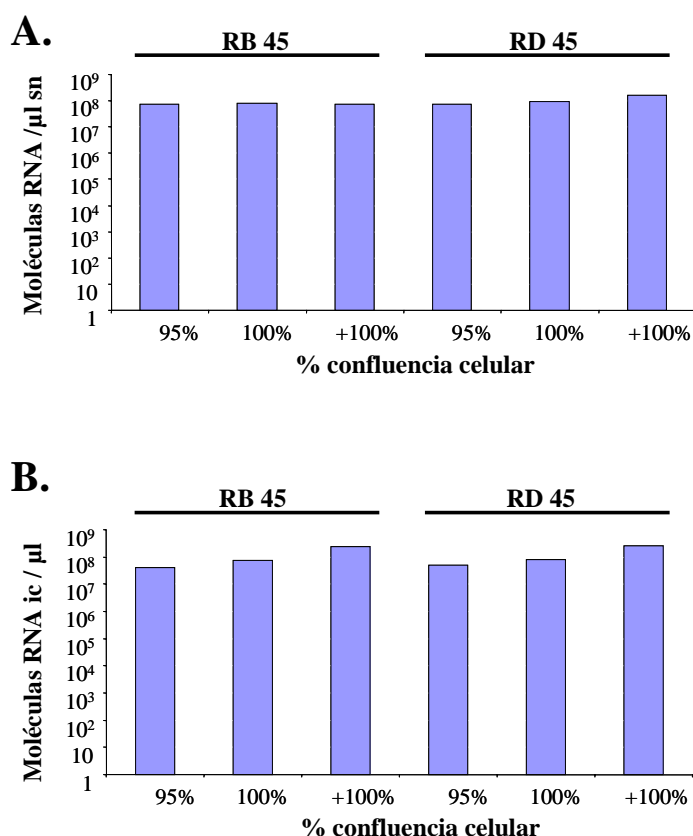 A.
RB 45 RD 45
Moléculas RNA /µl sn
10⁹
10⁸
10⁷
10⁶
10⁵
10⁴
10³
10²
10
1
95% 100% +100% 95% 100% +100%
% confluencia celular
B.
RB 45 RD 45
Moléculas RNA ic / µl
10⁹
10⁸
10⁷
10⁶
10⁵
10⁴
10³
10²
10
1
95% 100% +100% 95% 100% +100%
% confluencia celular